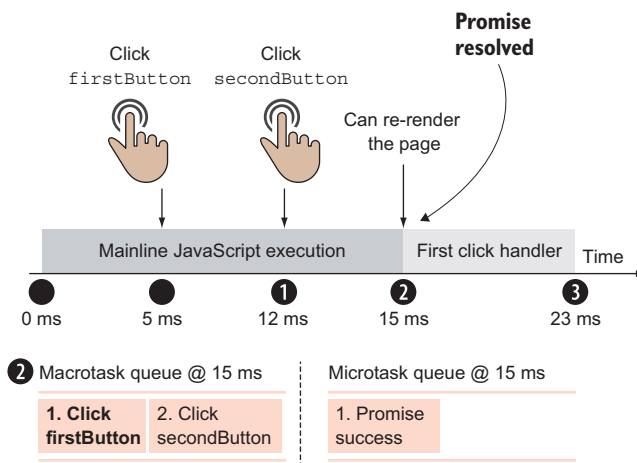 Promise
resolved
Click
firstButton
Click
secondButton
Can re-render
the page
Mainline JavaScript execution
First click handler
Time
1
2
3
0 ms
5 ms
12 ms
15 ms
23 ms
2 Macrotask queue @ 15 ms
Microtask queue @ 15 ms
1. Click
firstButton
2. Click
secondButton
1. Promise
success